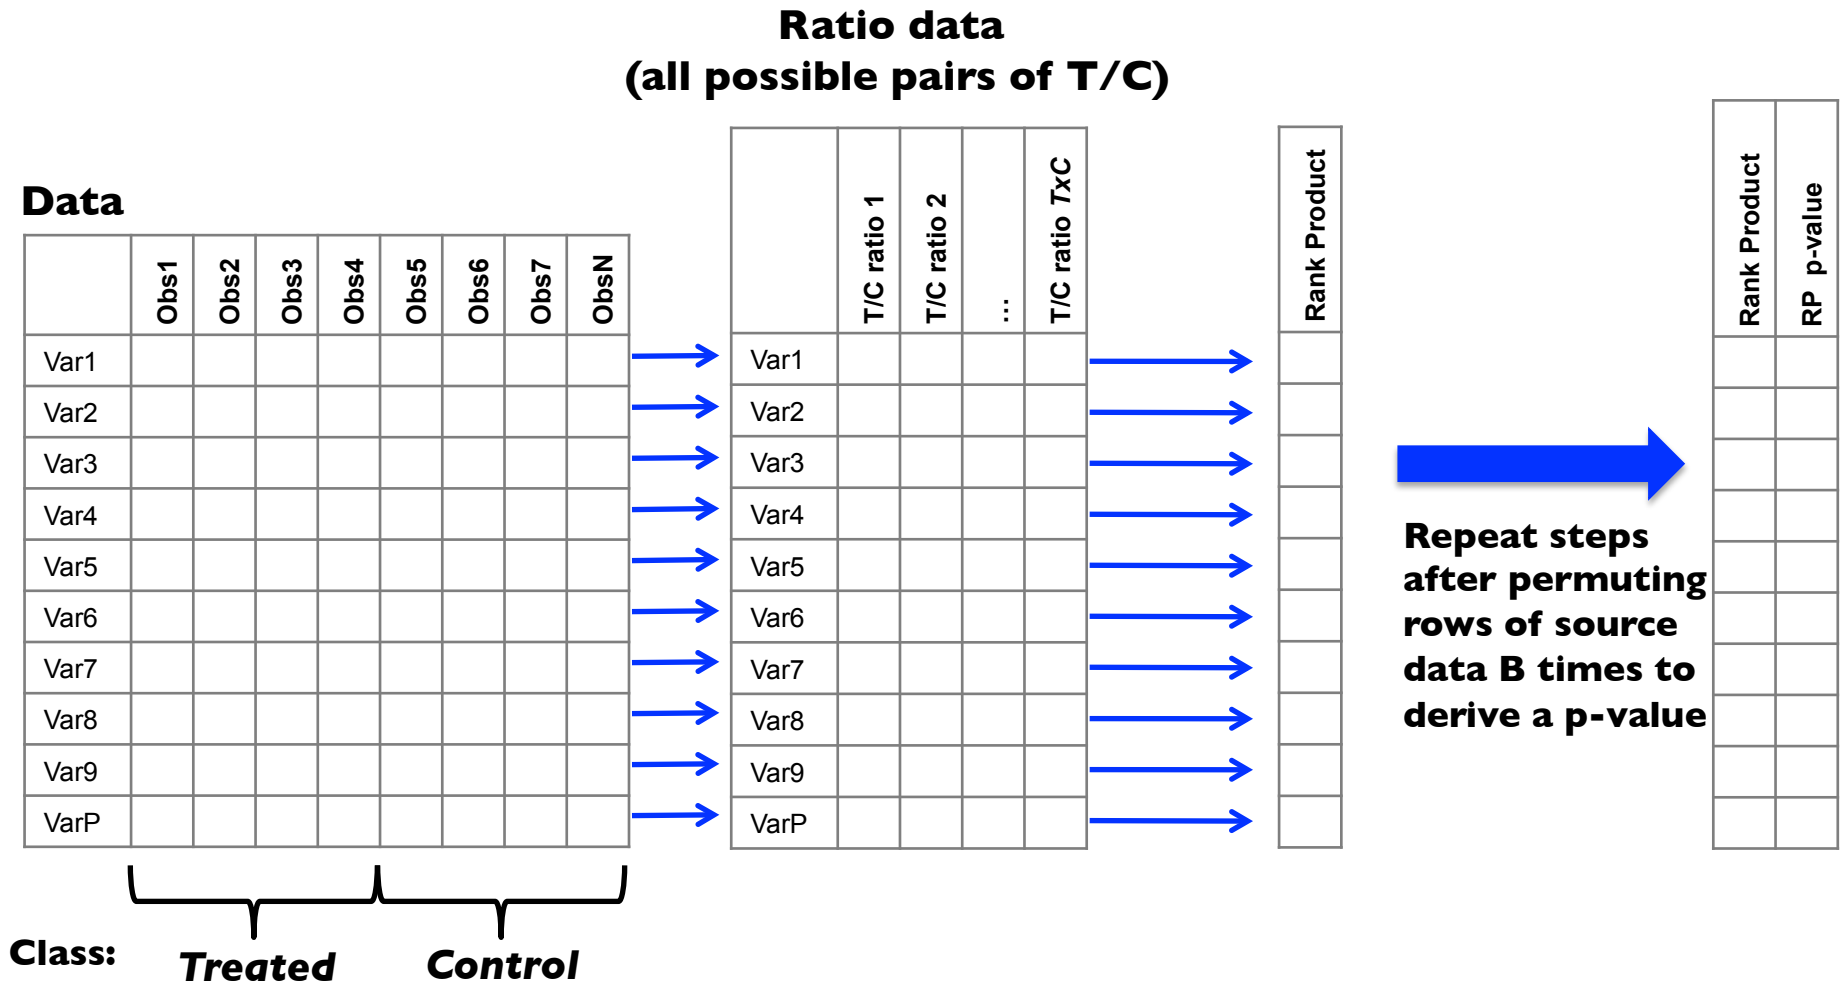 Ratio data
(all possible pairs of T/C)
Data
Obs1 Obs2 Obs3 Obs4 Obs5 Obs6 Obs7 ObsN
Var1
Var2
Var3
Var4
Var5
Var6
Var7
Var8
Var9
VarP
Class: Treated Control
T/C ratio 1 T/C ratio 2 ... T/C ratio TxC
Var1
Var2
Var3
Var4
Var5
Var6
Var7
Var8
Var9
VarP
Rank Product
Repeat steps
after permuting
rows of source
data B times to
derive a p-value
Rank Product
RP p-value